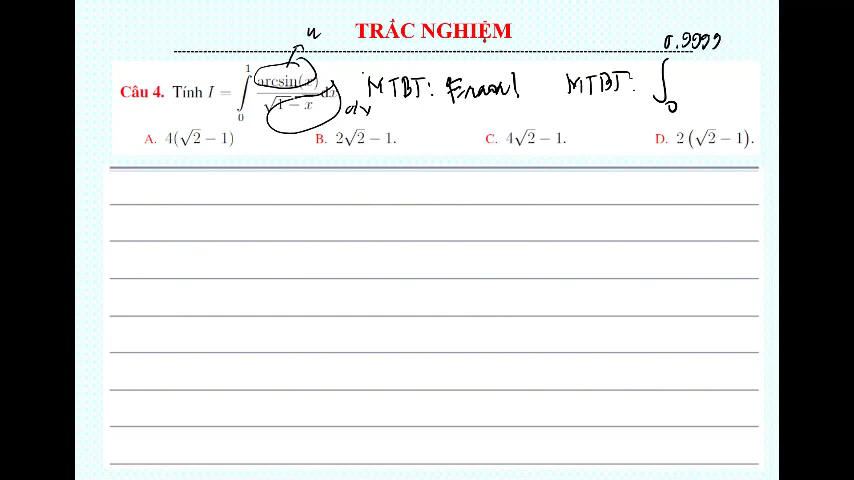 TRẮC NGHIỆM
u
0.9999
Câu 4. Tính I = ∫₀¹ arcsin(x)/√(1 − x) dx MTBT: Error! MTBT: ∫₀
dv
A. 4(√2 − 1) B. 2√2 − 1. C. 4√2 − 1. D. 2(√2 − 1).